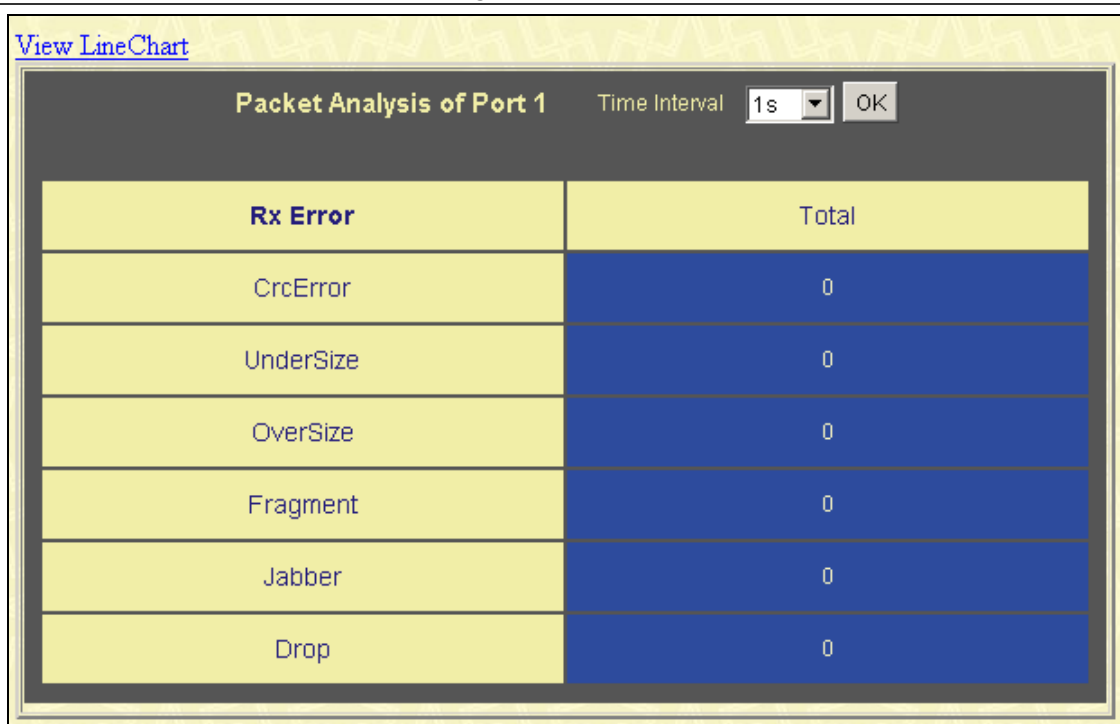 View LineChart
Packet Analysis of Port 1 Time Interval 1s OK
Rx Error Total
CrcError 0
UnderSize 0
OverSize 0
Fragment 0
Jabber 0
Drop 0